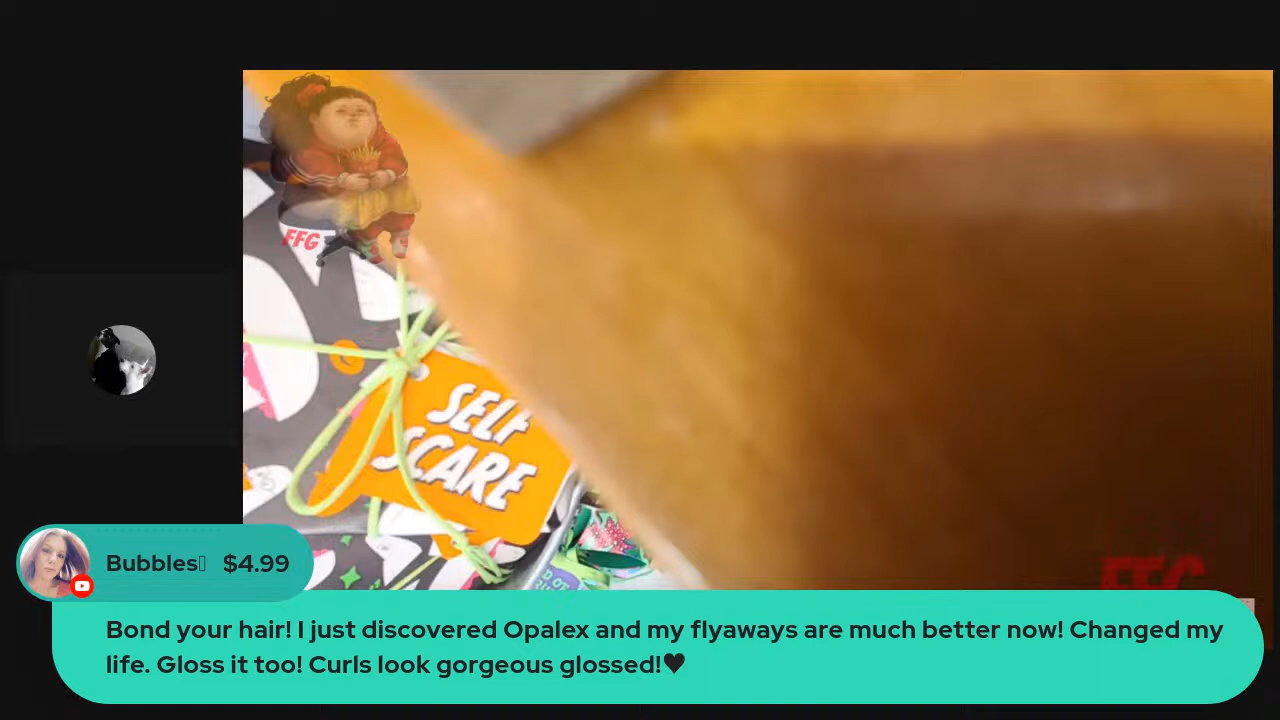 FFG
SELF
SCARE
FFG
Bubbles $4.99
Bond your hair! I just discovered Opalex and my flyaways are much better now! Changed my
life. Gloss it too! Curls look gorgeous glossed!♥